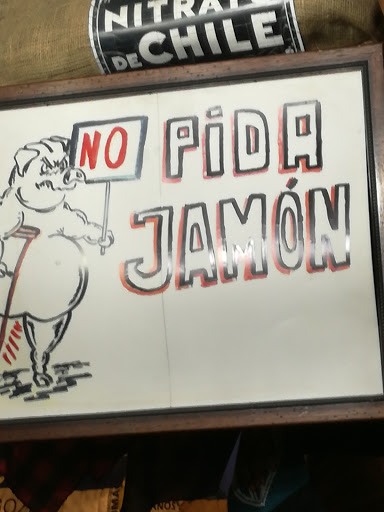 NITRATO
DE CHILE
NO PIDA
JAMÓN